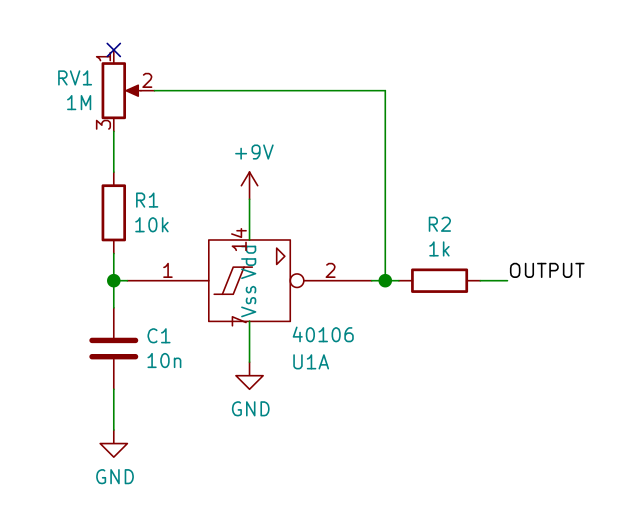 1
RV1
1M
2
3
+9V
R1
10k
14
Vdd
Vss
1
2
7
R2
1k
OUTPUT
C1
10n
40106
U1A
GND
GND